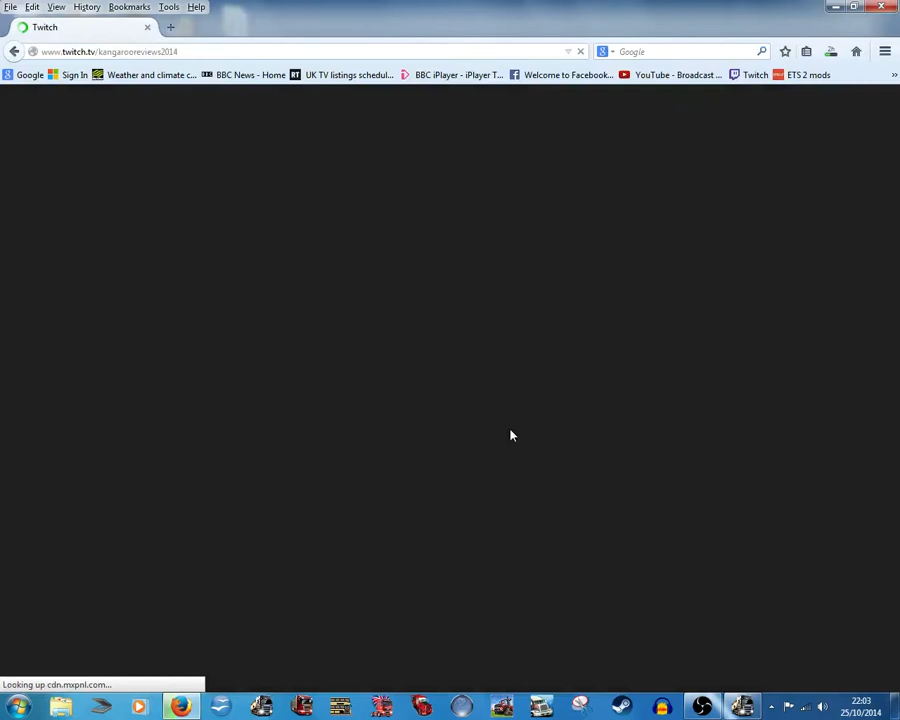 File Edit View History Bookmarks Tools Help
Twitch
www.twitch.tv/kangarooreviews2014 Google
Google Sign In Weather and climate c... BBC News - Home RT UK TV listings schedul... BBC iPlayer - iPlayer T... Welcome to Facebook... YouTube - Broadcast ... Twitch ETS 2 mods
Looking up cdn.mxpnl.com...
22:03
25/10/2014